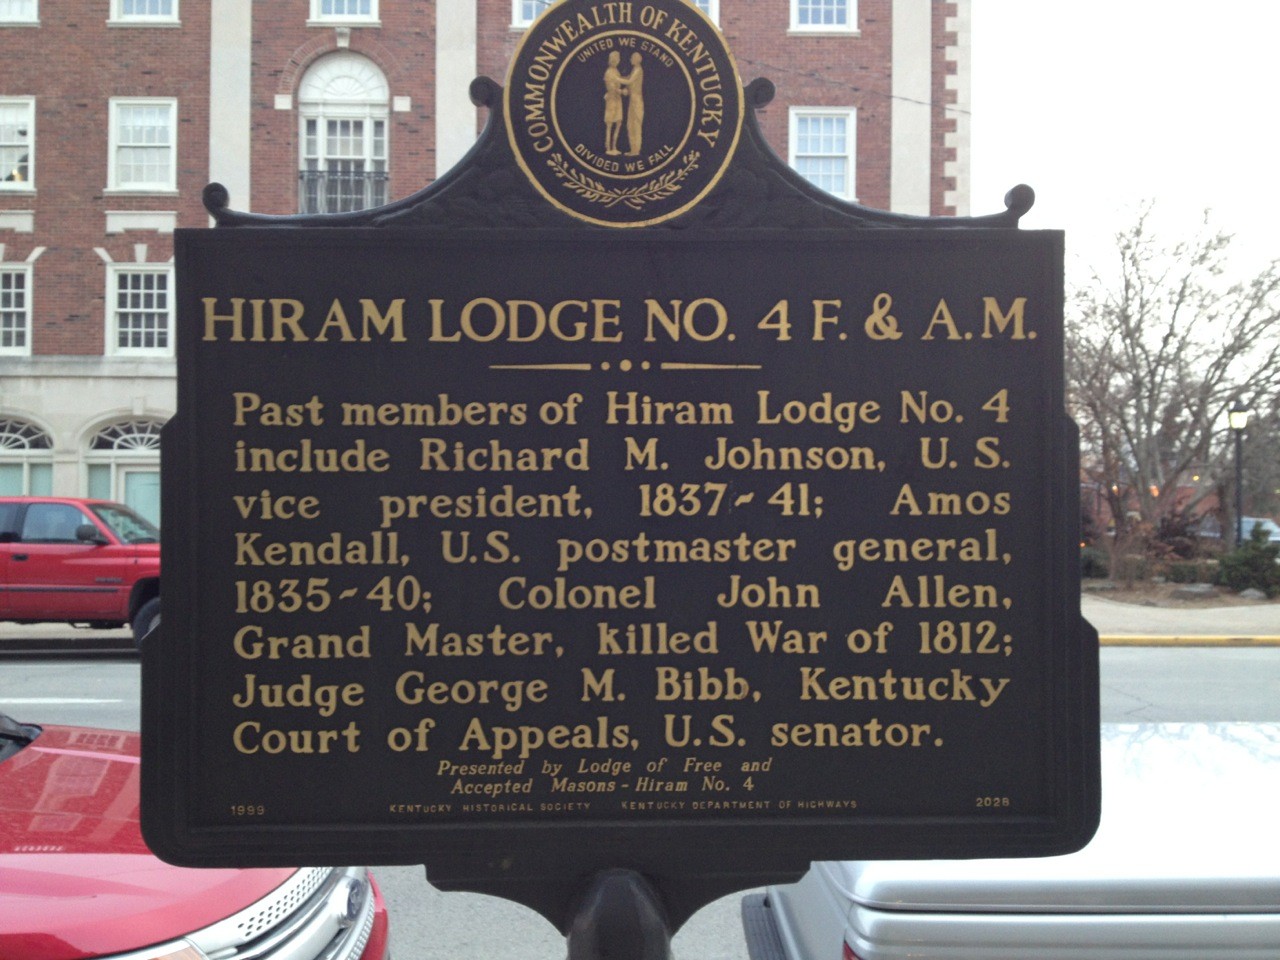 COMMONWEALTH OF KENTUCKY
UNITED WE STAND
DIVIDED WE FALL
HIRAM LODGE NO. 4 F. & A.M.
Past members of Hiram Lodge No. 4
include Richard M. Johnson, U. S.
vice president, 1837-41; Amos
Kendall, U.S. postmaster general,
1835-40; Colonel John Allen,
Grand Master, killed War of 1812;
Judge George M. Bibb, Kentucky
Court of Appeals, U.S. senator.
Presented by Lodge of Free and
Accepted Masons-Hiram No. 4
1999 KENTUCKY HISTORICAL SOCIETY KENTUCKY DEPARTMENT OF HIGHWAYS 2026